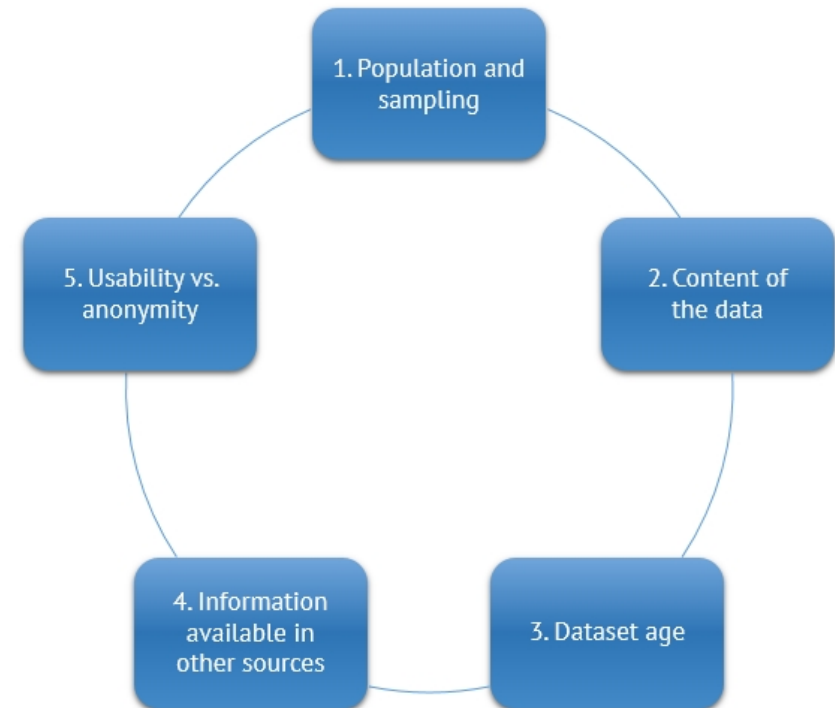 1. Population and
sampling
2. Content of
the data
3. Dataset age
4. Information
available in
other sources
5. Usability vs.
anonymity